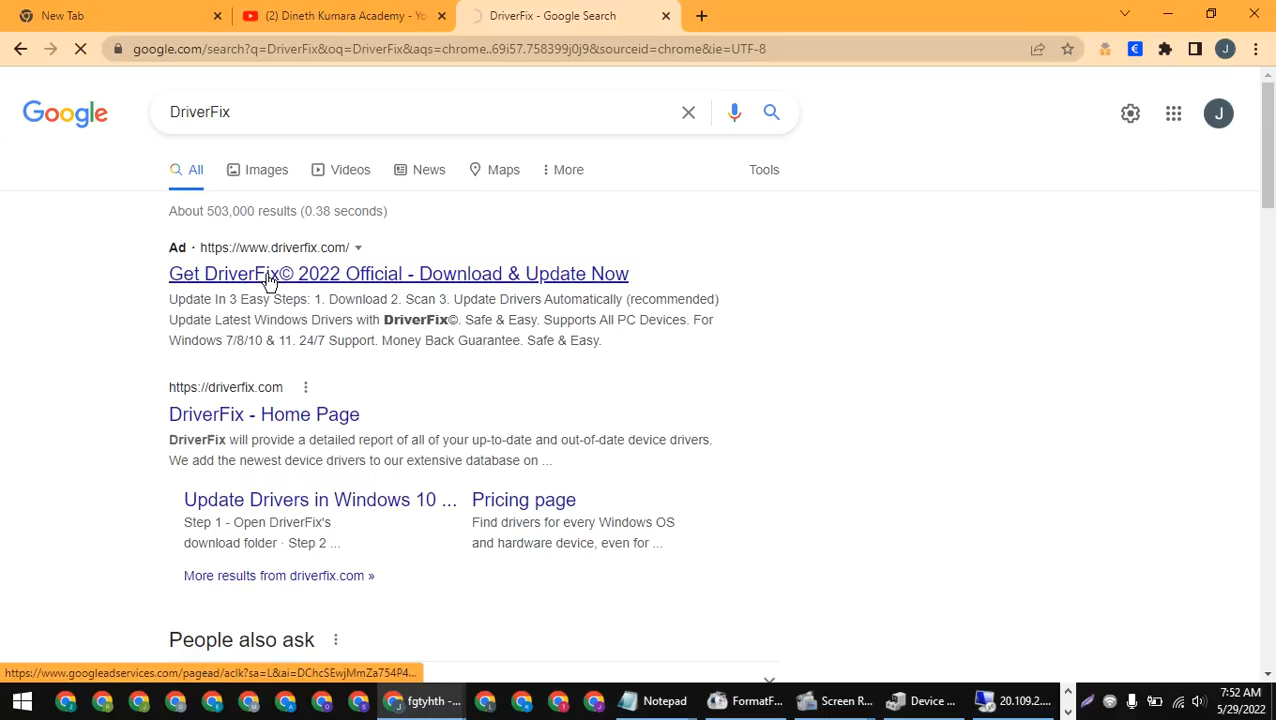 New Tab
(2) Dineth Kumara Academy - Yo
DriverFix - Google Search
google.com/search?q=DriverFix&oq=DriverFix&aqs=chrome..69i57.758399j0j9&sourceid=chrome&ie=UTF-8
J
Google
DriverFix
J
All
Images
Videos
News
Maps
More
Tools
About 503,000 results (0.38 seconds)
Ad · https://www.driverfix.com/
Get DriverFix© 2022 Official - Download & Update Now
Update In 3 Easy Steps: 1. Download 2. Scan 3. Update Drivers Automatically (recommended)
Update Latest Windows Drivers with DriverFix©. Safe & Easy. Supports All PC Devices. For
Windows 7/8/10 & 11. 24/7 Support. Money Back Guarantee. Safe & Easy.
https://driverfix.com
DriverFix - Home Page
DriverFix will provide a detailed report of all of your up-to-date and out-of-date device drivers.
We add the newest device drivers to our extensive database on ...
Update Drivers in Windows 10 ...
Pricing page
Step 1 - Open DriverFix's
download folder · Step 2 ...
Find drivers for every Windows OS
and hardware device, even for ...
More results from driverfix.com »
People also ask
https://www.googleadservices.com/pagead/aclk?sa=L&ai=DChcSEwjMmZa754P4...
fgtyhth -...
Notepad
FormatF...
Screen R...
Device ...
20.109.2...
7:52 AM
5/29/2022